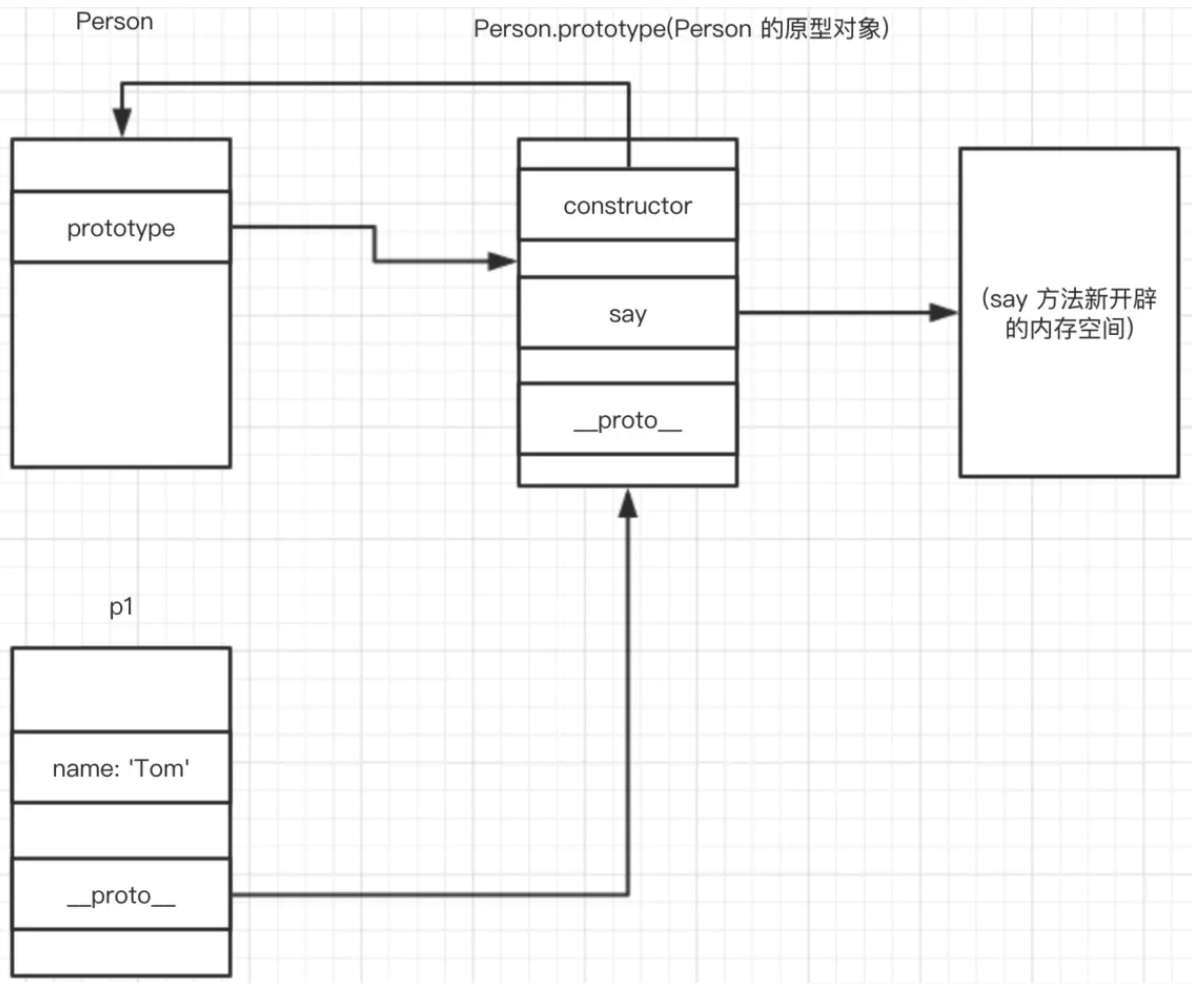 Person
Person.prototype(Person 的原型对象)
constructor
prototype
say
(say 方法新开辟
的内存空间)
__proto__
p1
name: 'Tom'
__proto__